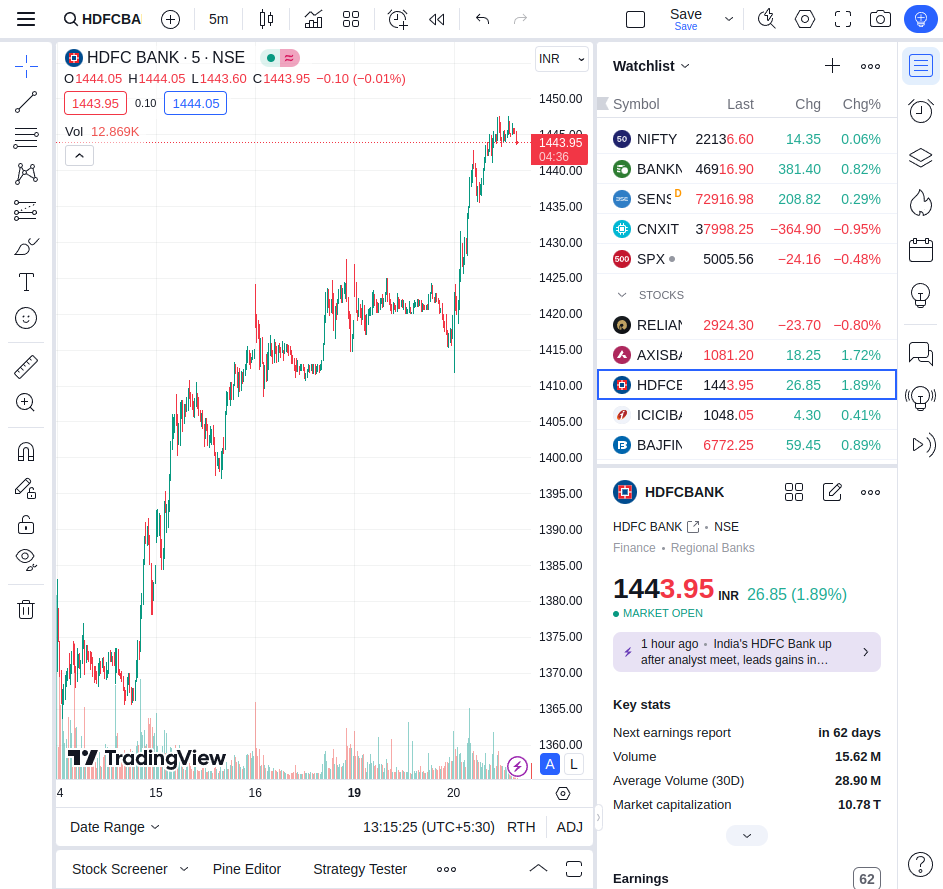 HDFCBA
5m
Save
Save
HDFC BANK · 5 · NSE
O1444.05 H1444.05 L1443.60 C1443.95 −0.10 (−0.01%)
1443.95
0.10
1444.05
Vol 12.869K
INR
1450.00
1445.00
1443.95
04:36
1440.00
1435.00
1430.00
1425.00
1420.00
1415.00
1410.00
1405.00
1400.00
1395.00
1390.00
1385.00
1380.00
1375.00
1370.00
1365.00
1360.00
TradingView
A L
4 15 16 19 20
Date Range
13:15:25 (UTC+5:30) RTH ADJ
Stock Screener Pine Editor Strategy Tester
Watchlist
Symbol Last Chg Chg%
50 NIFTY 22136.60 14.35 0.06%
BANKN 46916.90 381.40 0.82%
SENS D 72916.98 208.82 0.29%
CNXIT 37998.25 −364.90 −0.95%
500 SPX 5005.56 −24.16 −0.48%
STOCKS
RELIAN 2924.30 −23.70 −0.80%
AXISBA 1081.20 18.25 1.72%
HDFCB 1443.95 26.85 1.89%
ICICIBA 1048.05 4.30 0.41%
BAJFIN 6772.25 59.45 0.89%
HDFCBANK
HDFC BANK • NSE
Finance • Regional Banks
1443.95 INR 26.85 (1.89%)
MARKET OPEN
1 hour ago • India's HDFC Bank up
after analyst meet, leads gains in…
Key stats
Next earnings report in 62 days
Volume 15.62 M
Average Volume (30D) 28.90 M
Market capitalization 10.78 T
Earnings 62